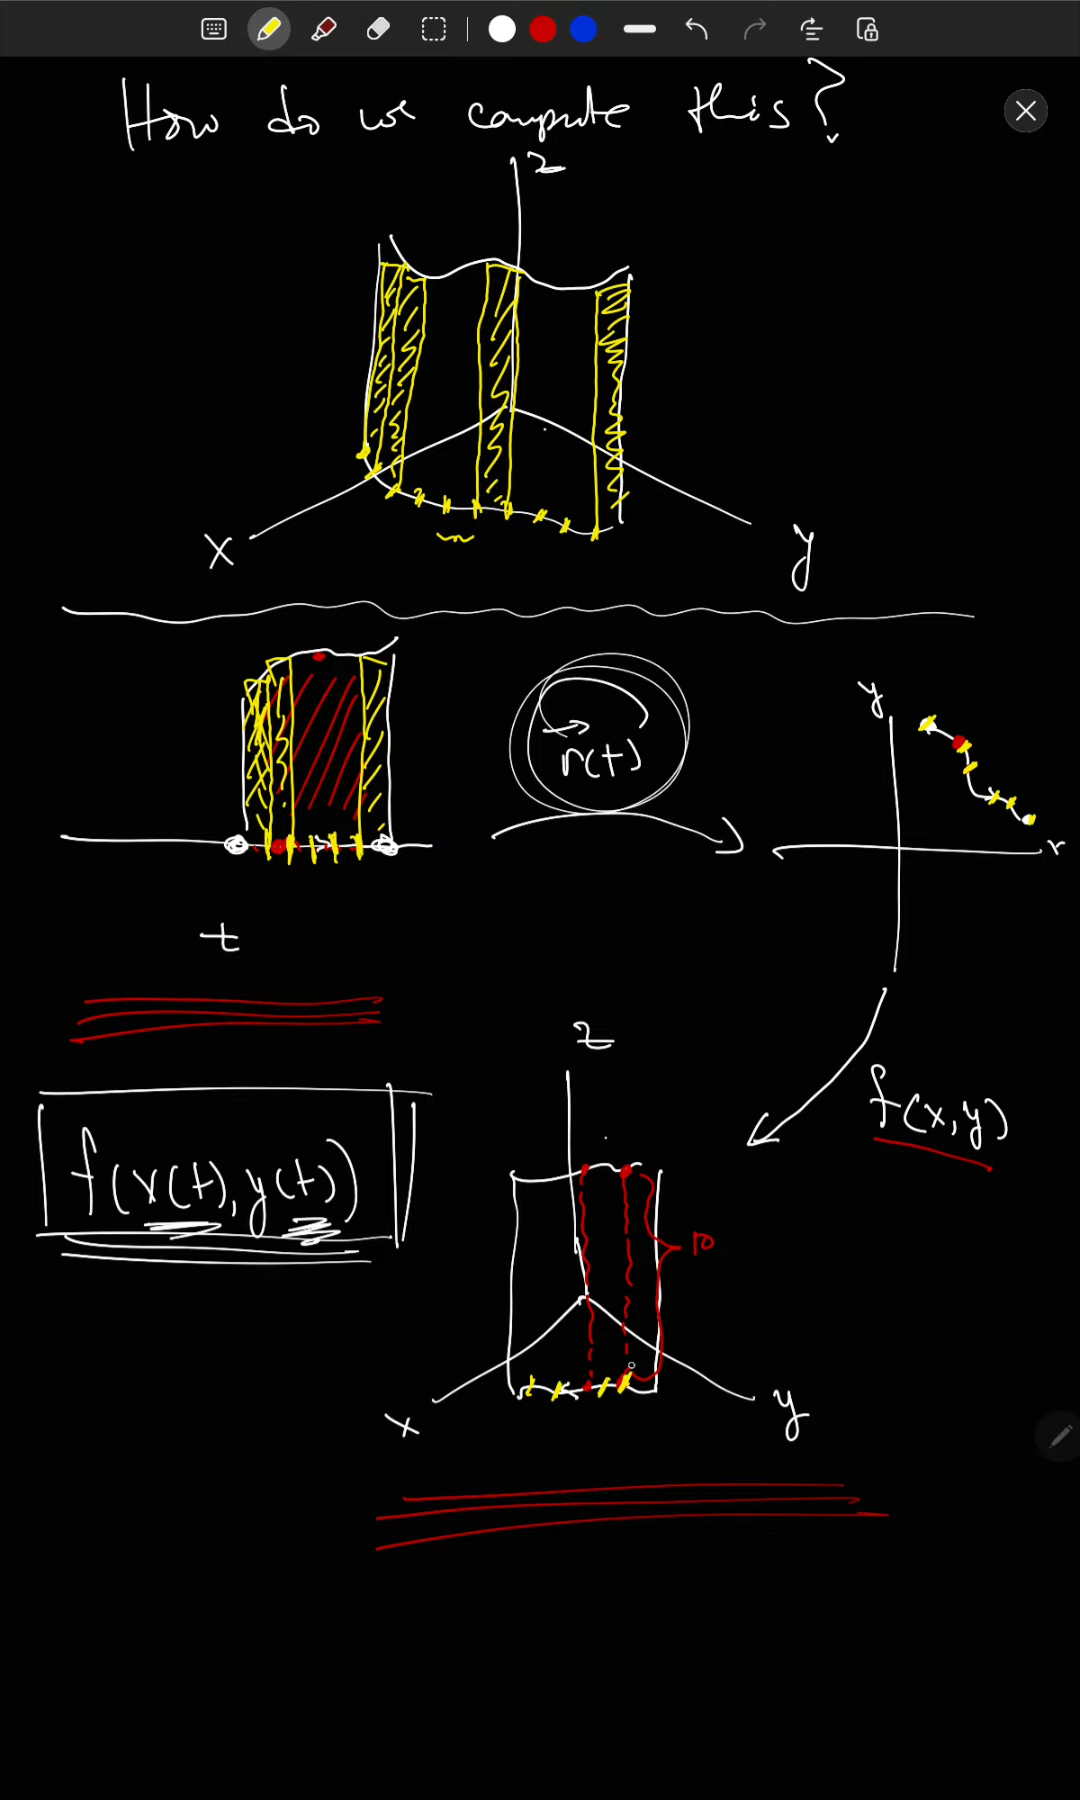 How do we compute this?
z
x
y
r(t)
y
x
t
z
f(x,y)
f(x(t),y(t))
10
x
y